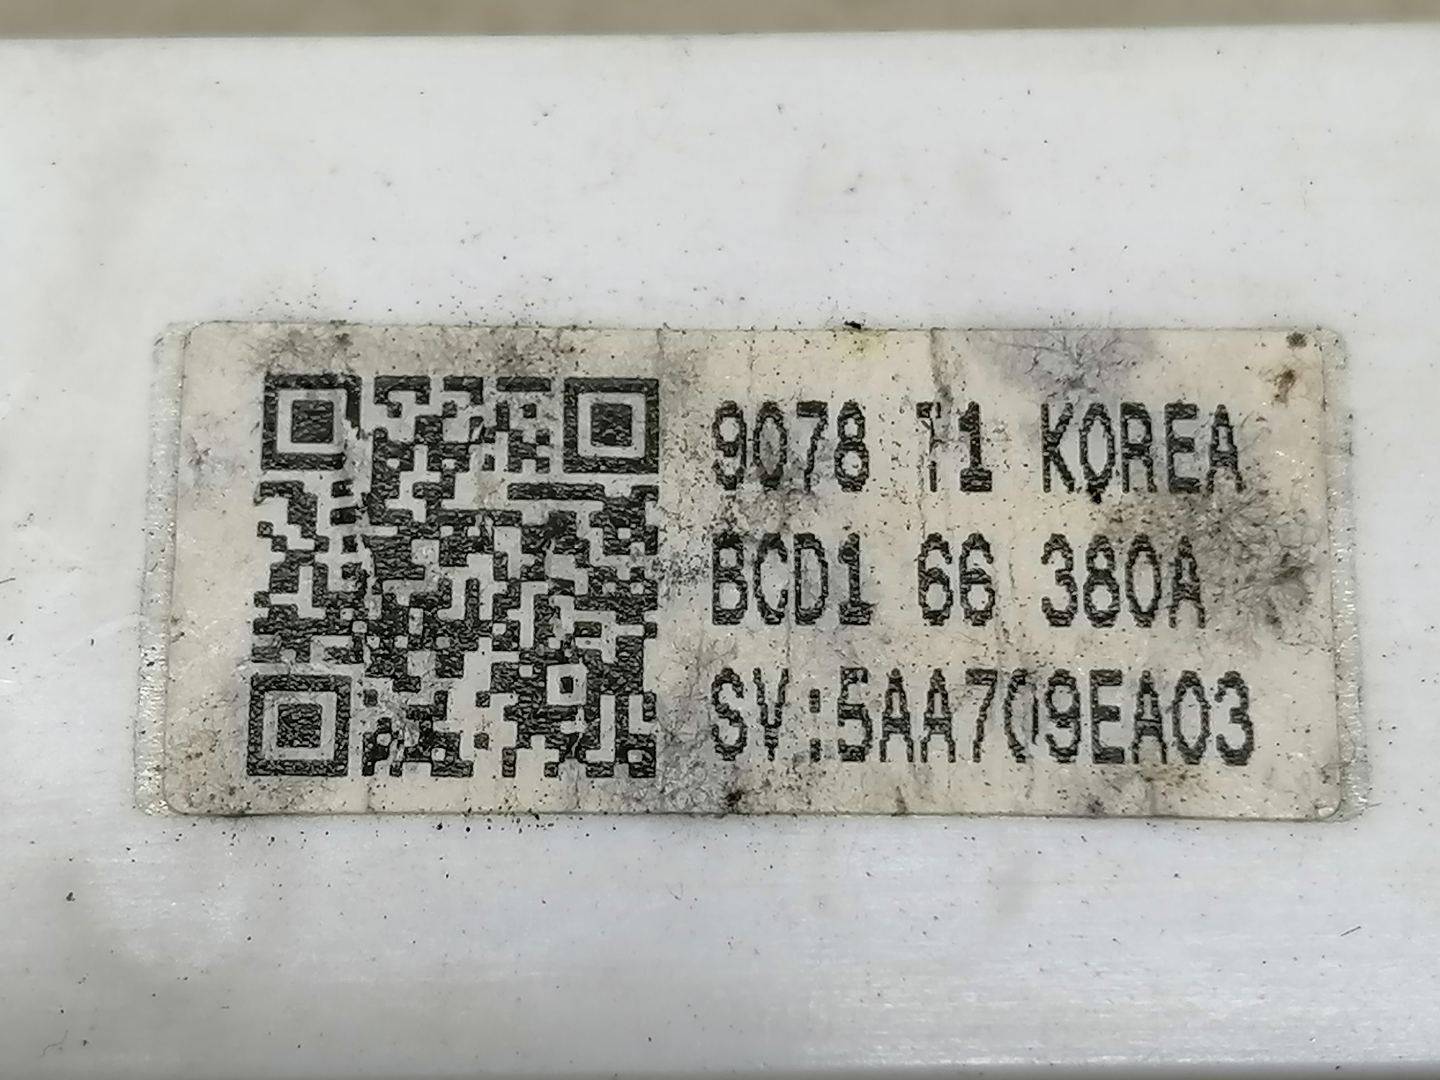 9078 T1 KOREA
BCD1 66 380A
SV:5AA709EA03